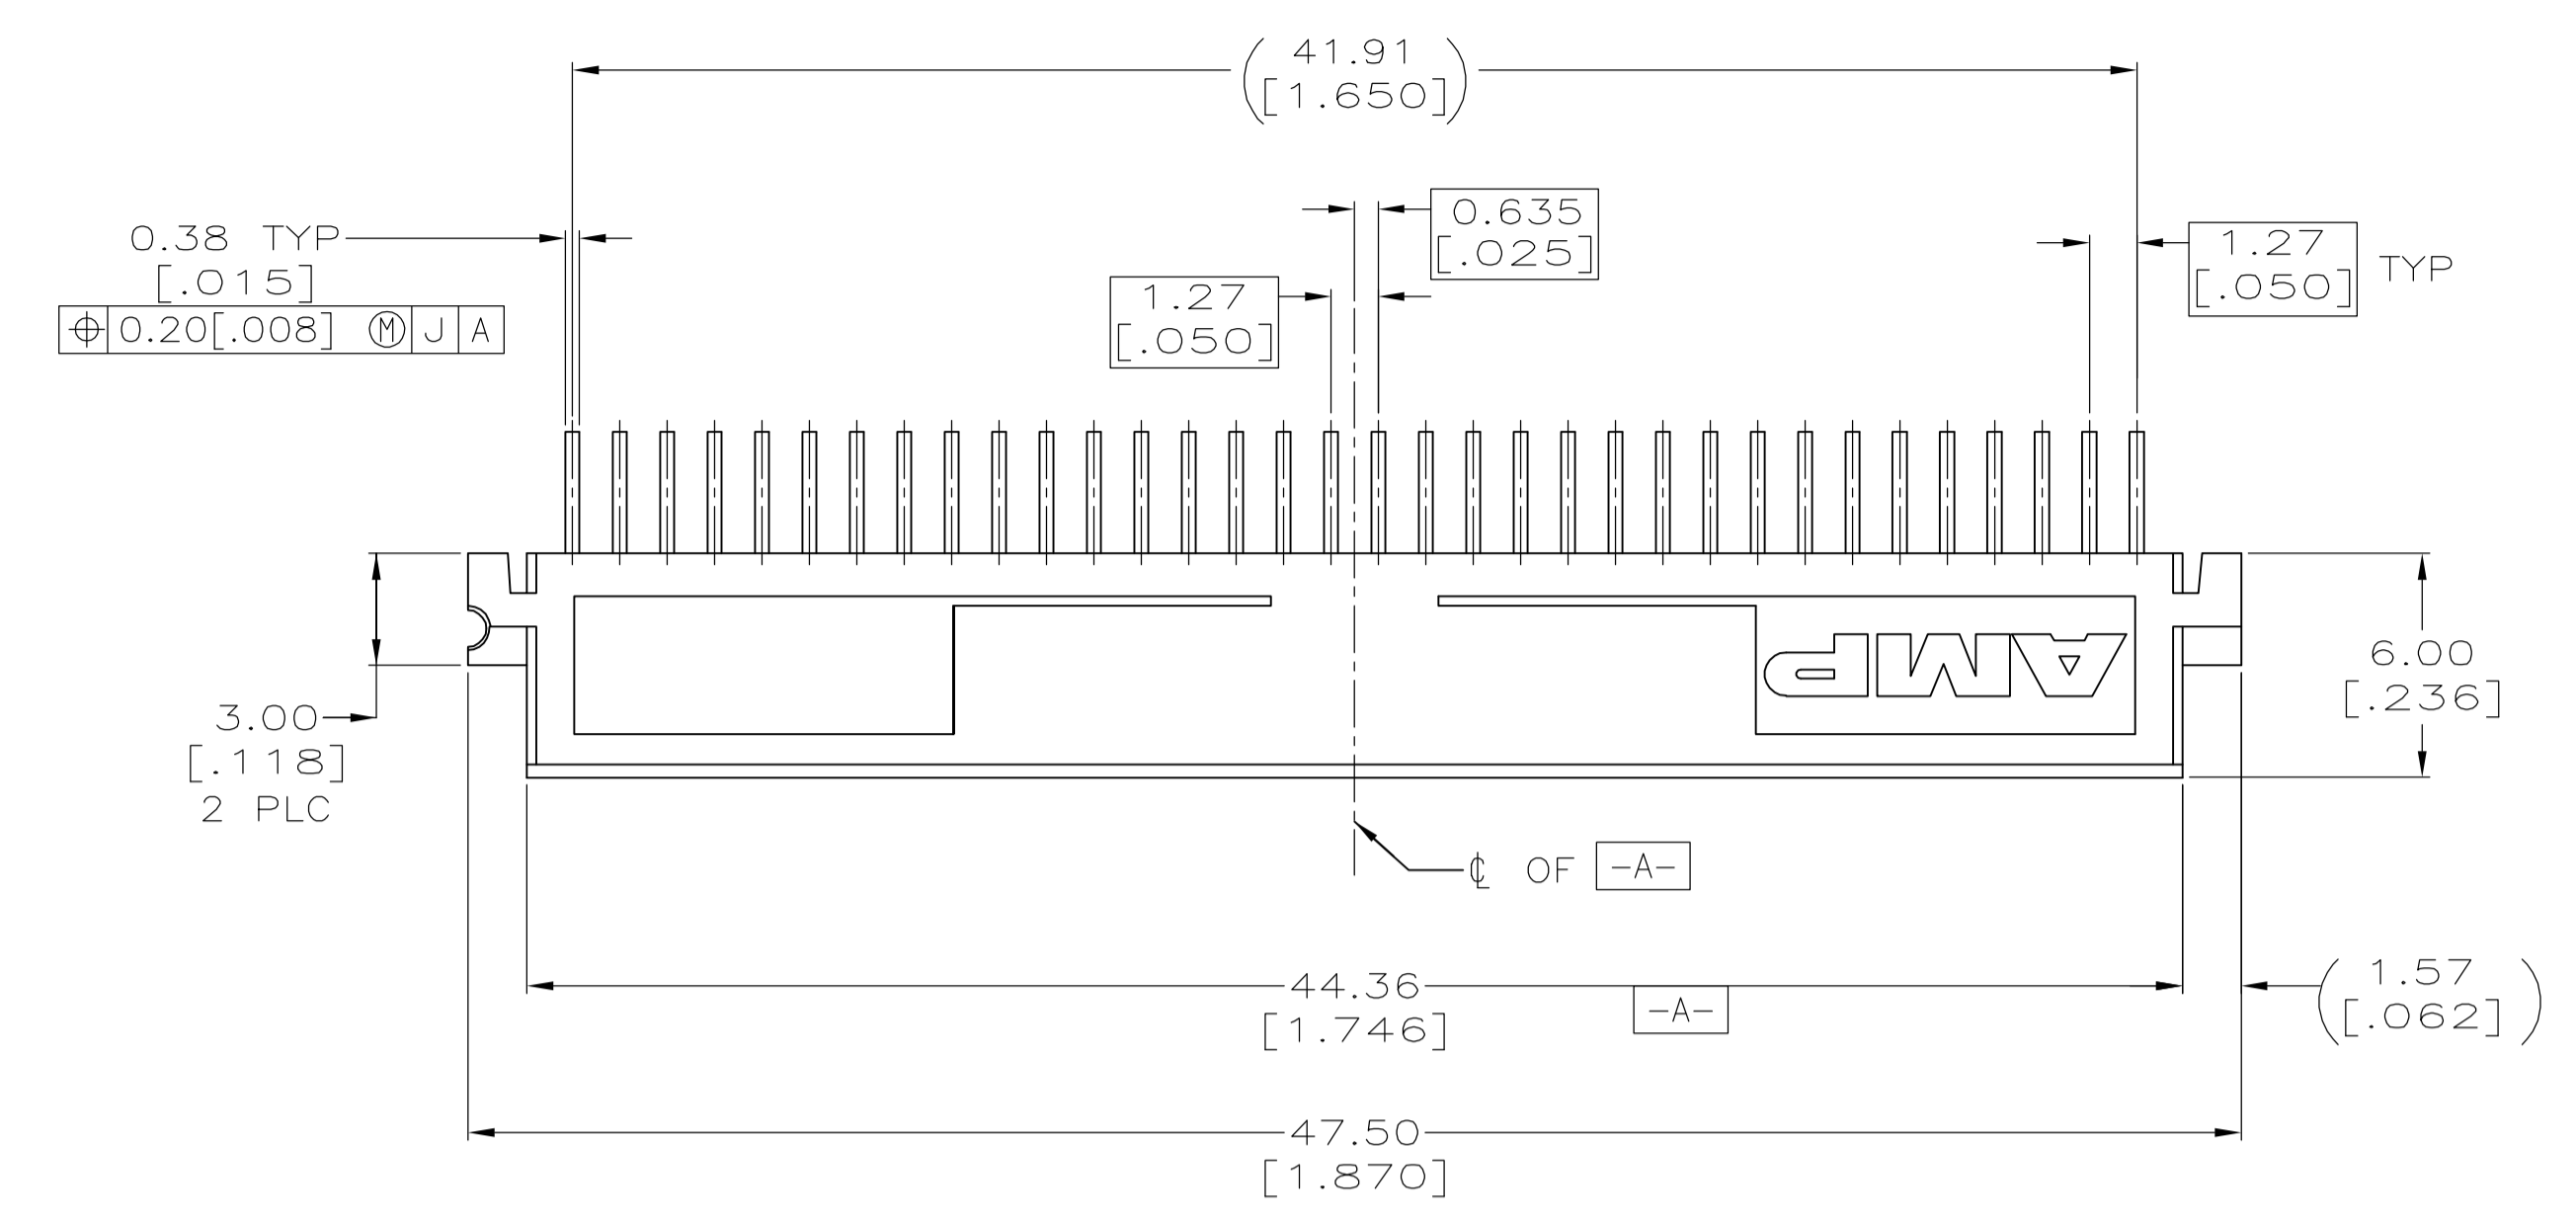 41.91
[1.650]
0.635
[.025]
0.38 TYP
[.015]
⌖ 0.20[.008] Ⓜ J A
1.27
[.050]
1.27
[.050]
TYP
AMP
6.00
[.236]
3.00
[.118]
2 PLC
℄ OF -A-
44.36
[1.746]
-A-
(1.57
[.062])
47.50
[1.870]